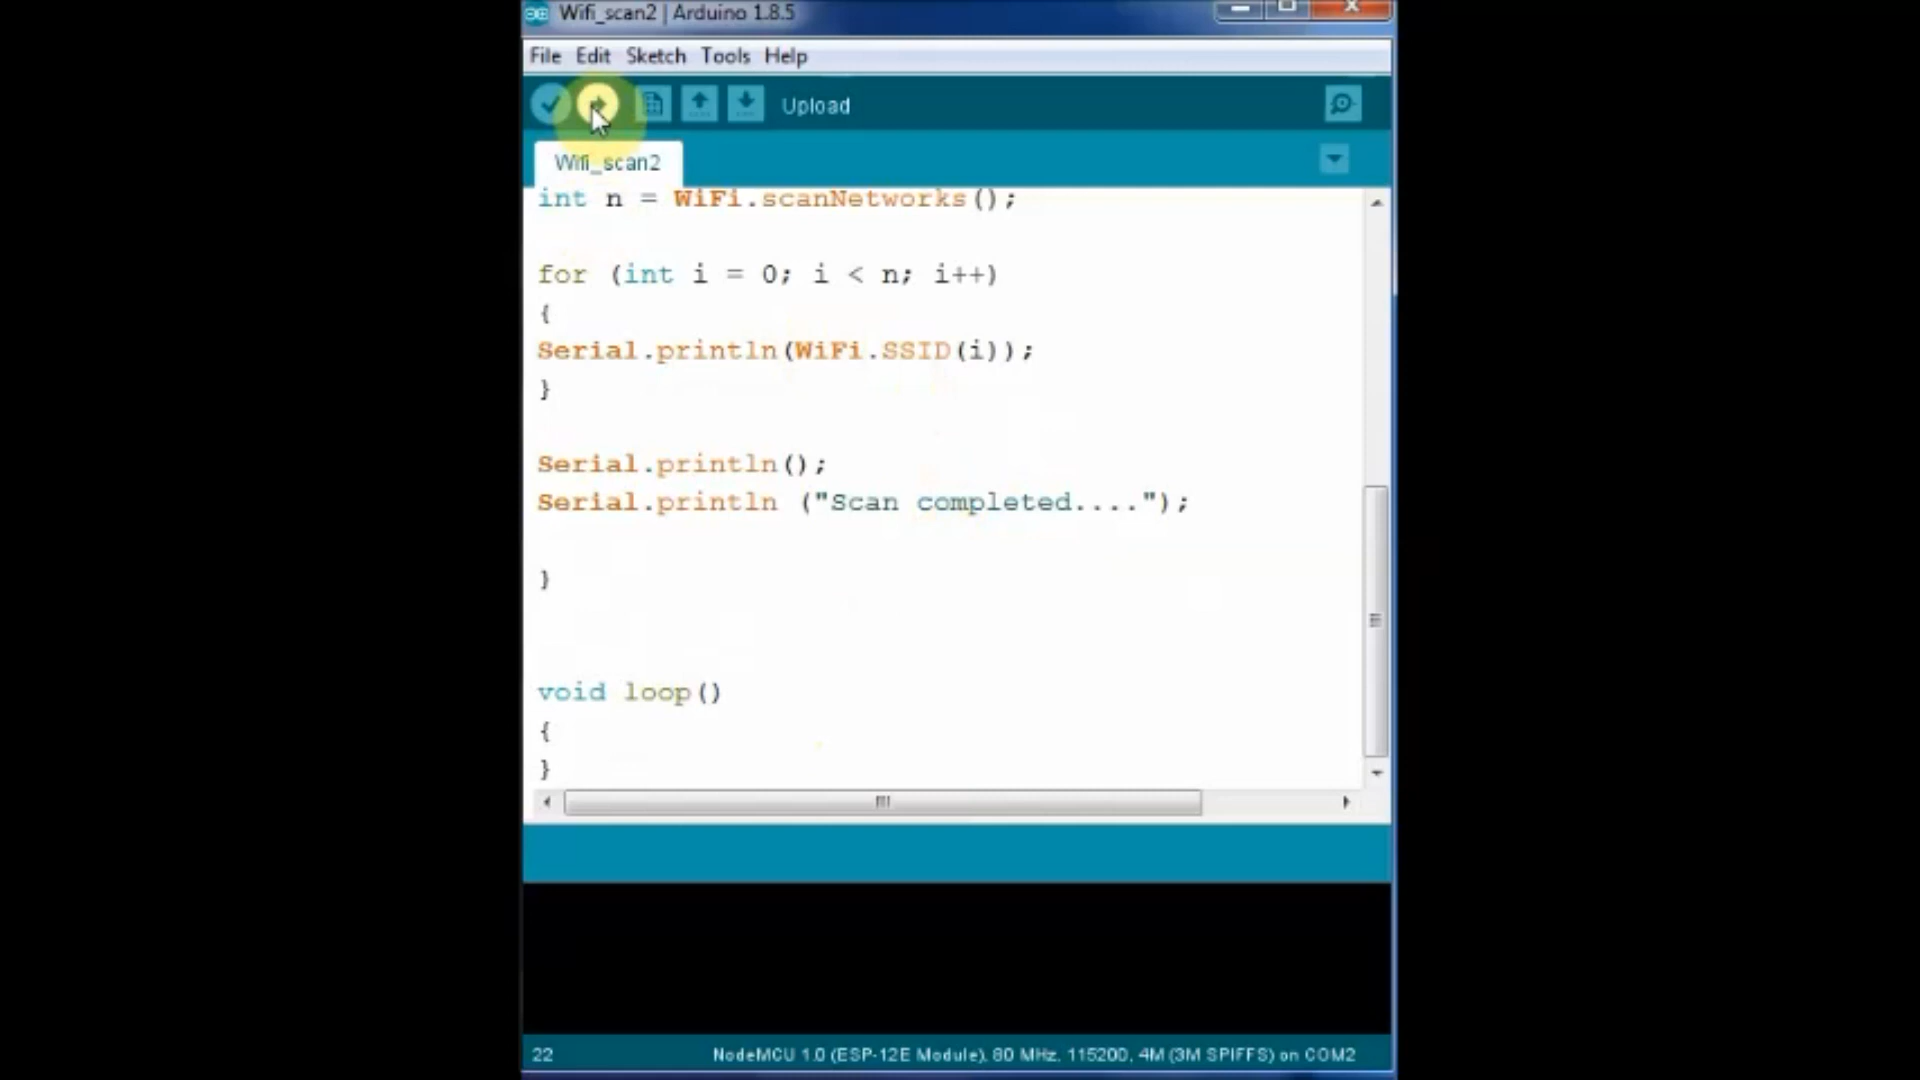 Wifi_scan2 | Arduino 1.8.5
File Edit Sketch Tools Help
Upload
Wifi_scan2
int n = WiFi.scanNetworks();
for (int i = 0; i < n; i++)
{
Serial.println(WiFi.SSID(i));
}
Serial.println();
Serial.println ("Scan completed....");
}
void loop()
{
}
22 NodeMCU 1.0 (ESP-12E Module), 80 MHz, 115200, 4M (3M SPIFFS) on COM2